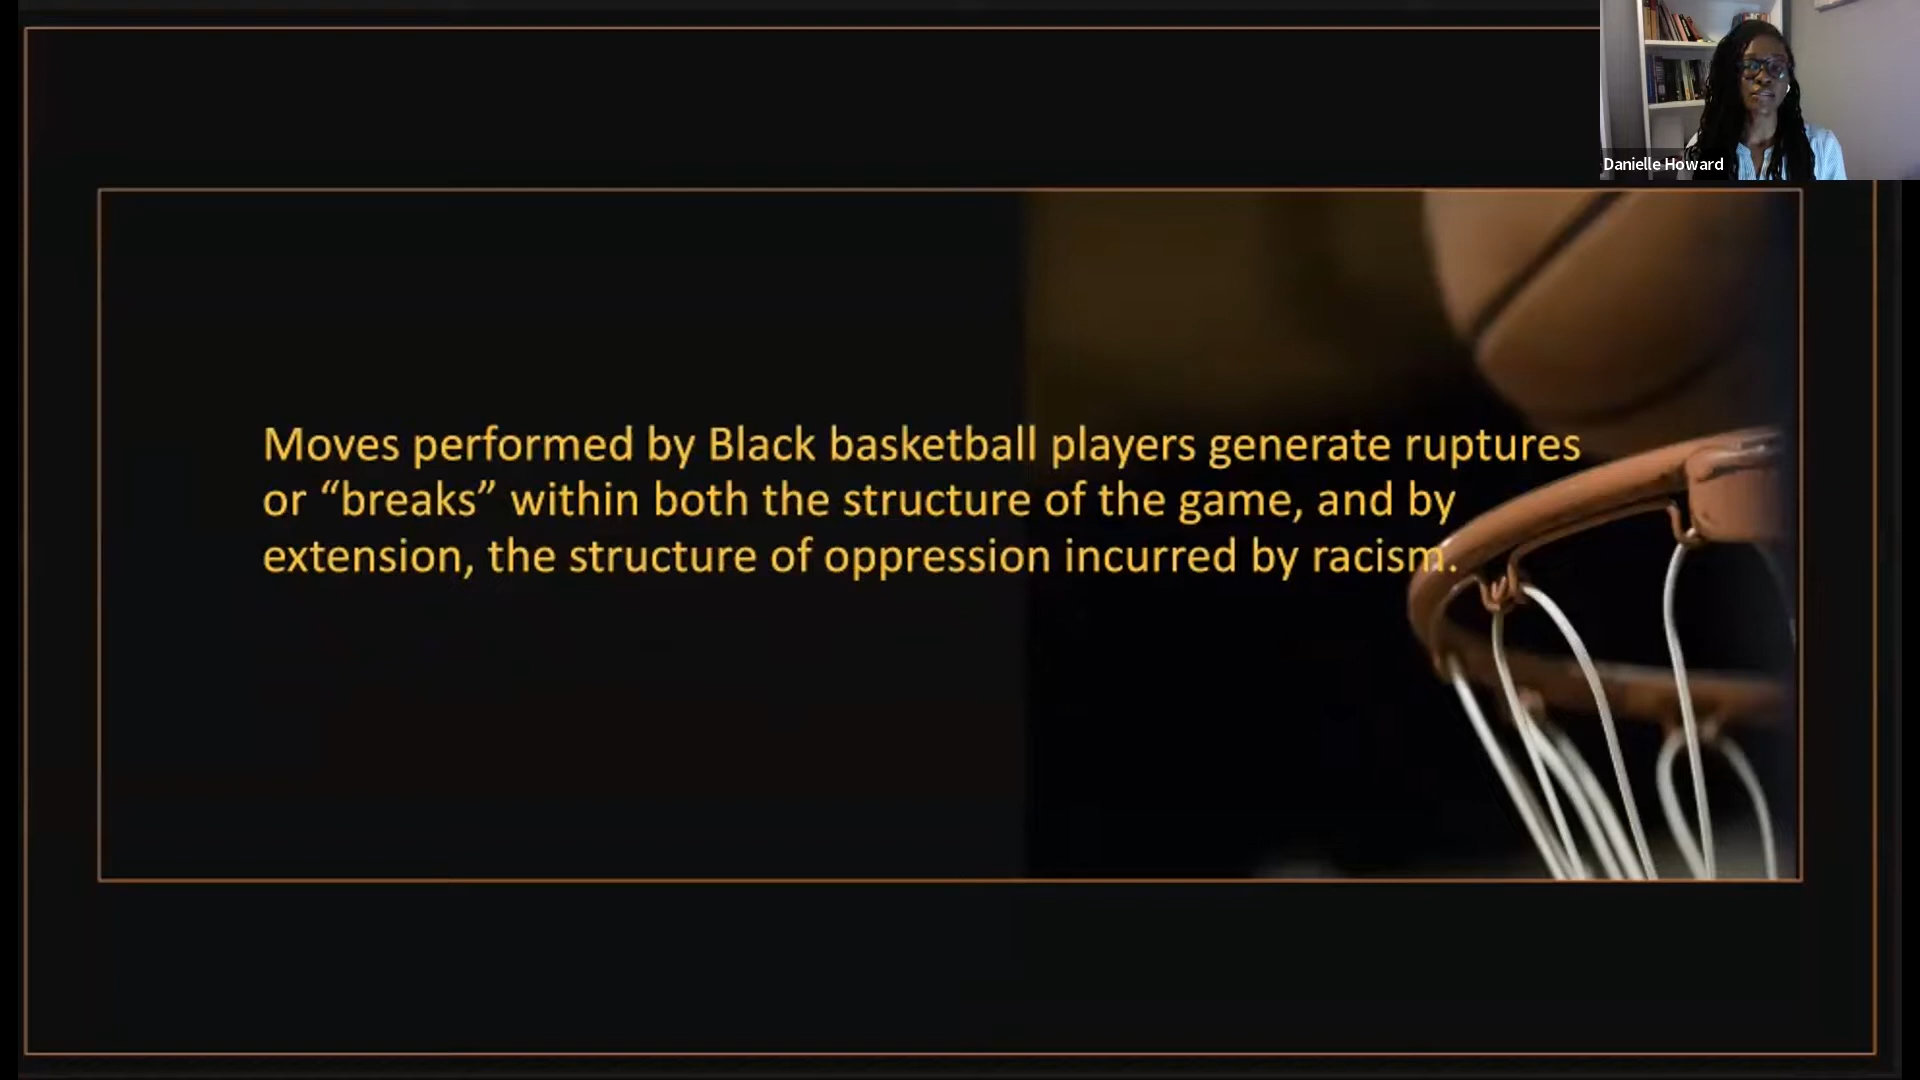 Danielle Howard
Moves performed by Black basketball players generate ruptures
or “breaks” within both the structure of the game, and by
extension, the structure of oppression incurred by racism.